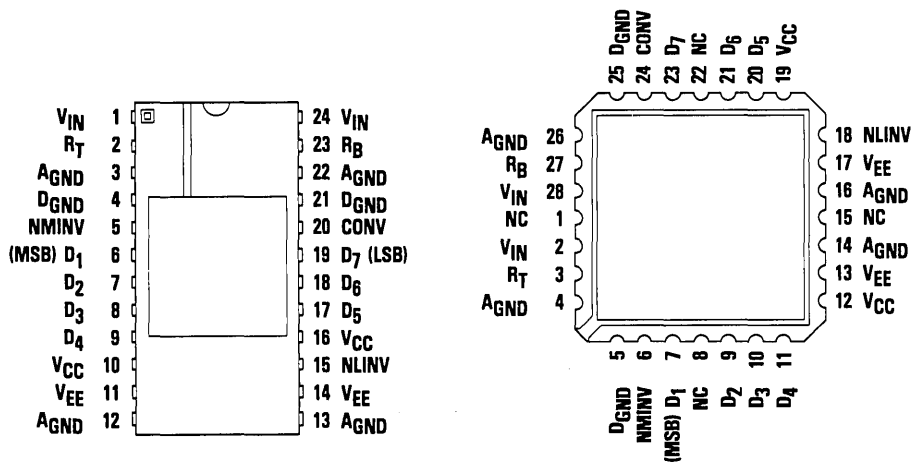 VIN 1
RT 2
AGND 3
DGND 4
NMINV 5
(MSB) D1 6
D2 7
D3 8
D4 9
VCC 10
VEE 11
AGND 12
24 VIN
23 RB
22 AGND
21 DGND
20 CONV
19 D7 (LSB)
18 D6
17 D5
16 VCC
15 NLINV
14 VEE
13 AGND
25 DGND
24 CONV
23 D7
22 NC
21 D6
20 D5
19 VCC
AGND 26
RB 27
VIN 28
NC 1
VIN 2
RT 3
AGND 4
18 NLINV
17 VEE
16 AGND
15 NC
14 AGND
13 VEE
12 VCC
DGND 5
NMINV 6
(MSB) D1 7
NC 8
D2 9
D3 10
D4 11